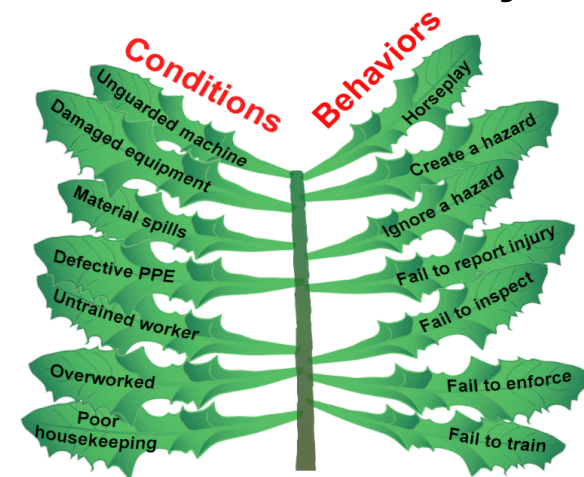 Conditions
Unguarded machine
Damaged equipment
Material spills
Defective PPE
Untrained worker
Overworked
Poor
housekeeping
Behaviors
Horseplay
Create a hazard
Ignore a hazard
Fail to report injury
Fail to inspect
Fail to enforce
Fail to train